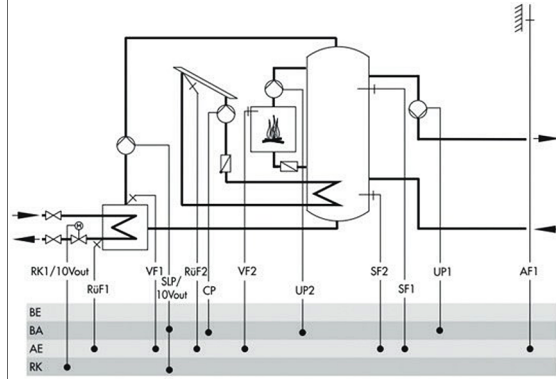 M
RK1/10Vout
VF1
RüF2
VF2
SF2
UP1
AF1
RüF1
SLP/
10Vout
CP
UP2
SF1
BE
BA
AE
RK